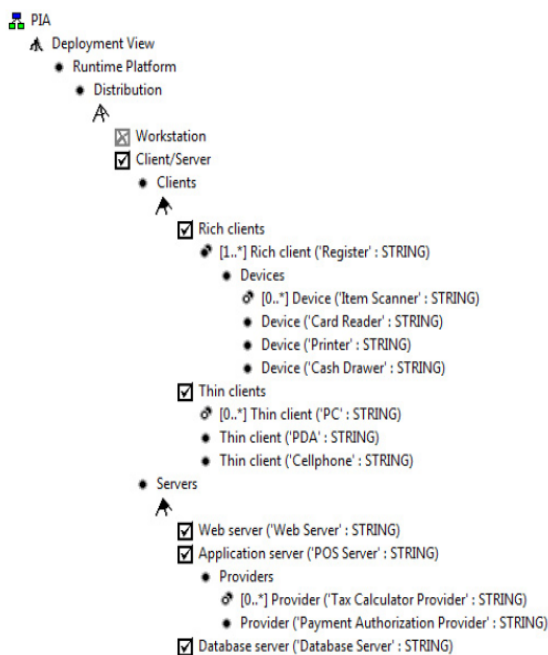 PIA
Deployment View
Runtime Platform
Distribution
Workstation
Client/Server
Clients
Rich clients
[1..*] Rich client ('Register' : STRING)
Devices
[0..*] Device ('Item Scanner' : STRING)
Device ('Card Reader' : STRING)
Device ('Printer' : STRING)
Device ('Cash Drawer' : STRING)
Thin clients
[0..*] Thin client ('PC' : STRING)
Thin client ('PDA' : STRING)
Thin client ('Cellphone' : STRING)
Servers
Web server ('Web Server' : STRING)
Application server ('POS Server' : STRING)
Providers
[0..*] Provider ('Tax Calculator Provider' : STRING)
Provider ('Payment Authorization Provider' : STRING)
Database server ('Database Server' : STRING)